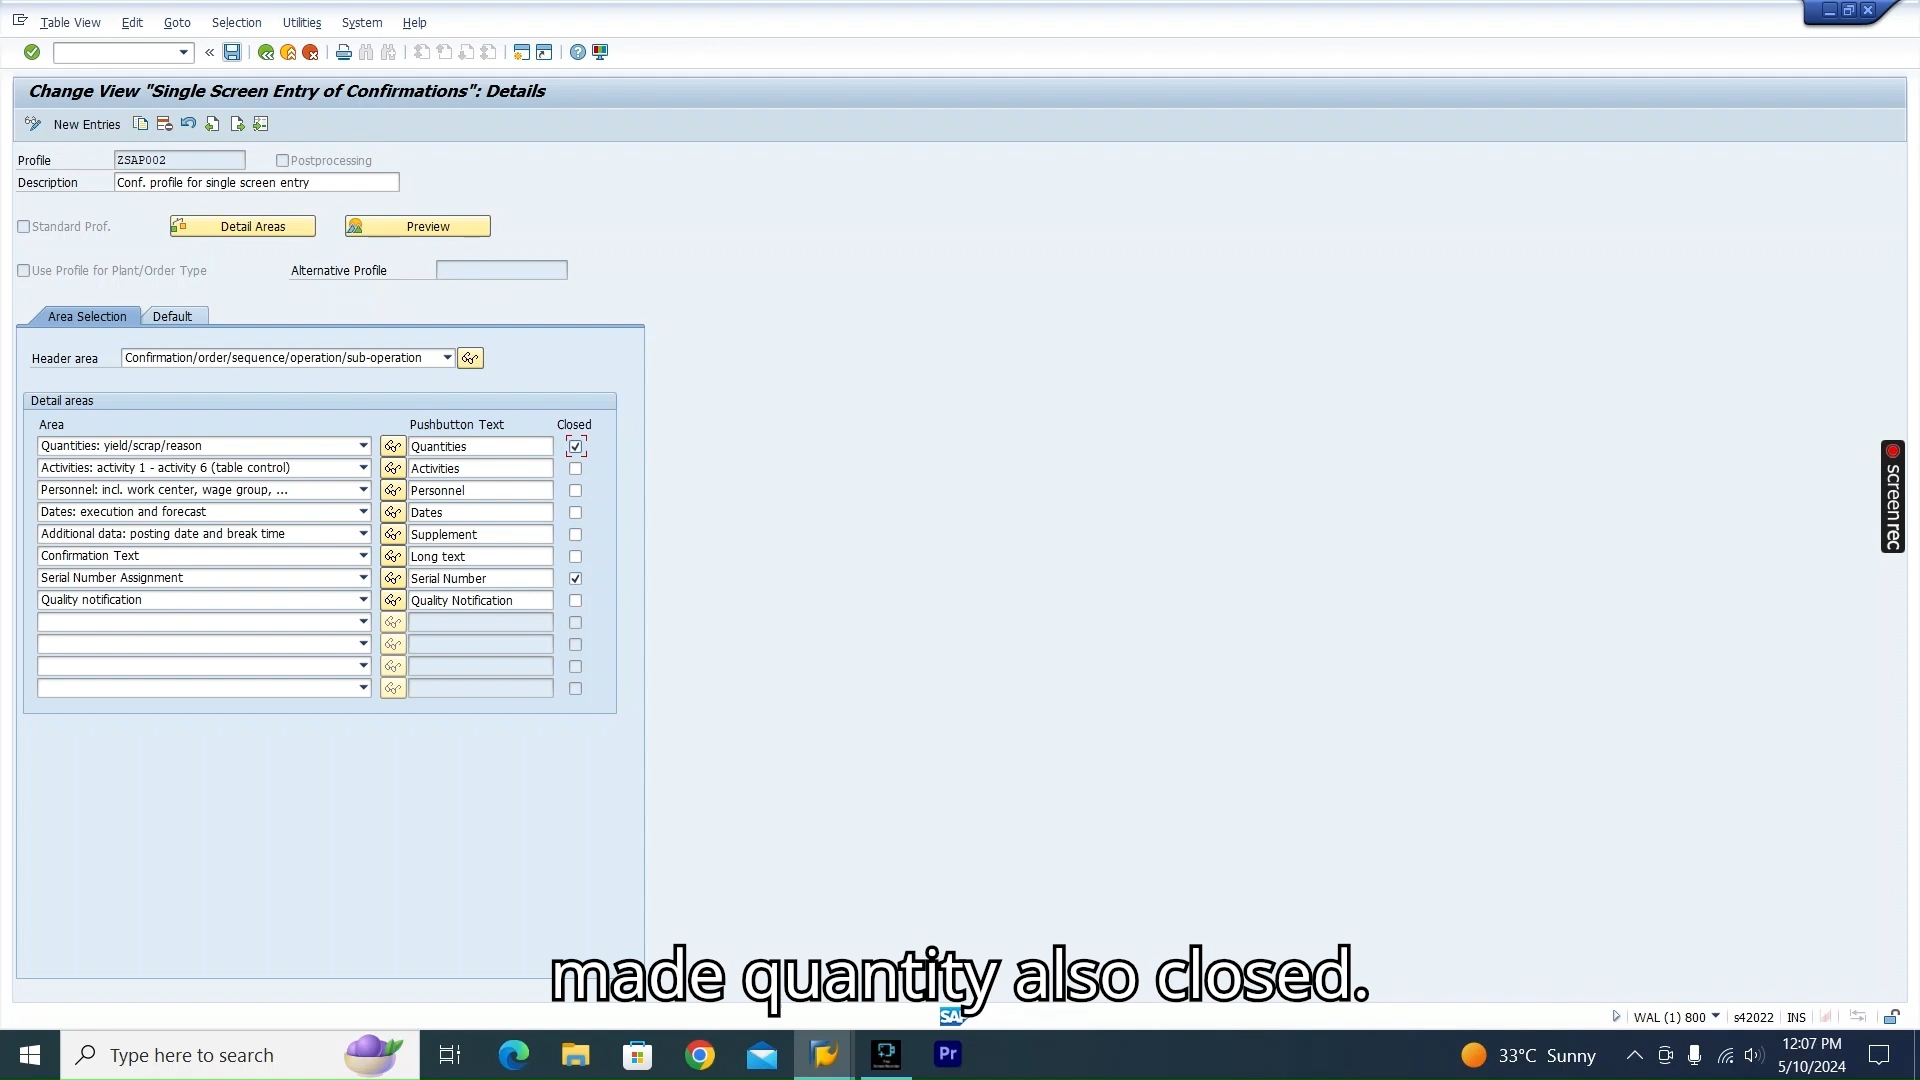 Table View Edit Goto Selection Utilities System Help
Change View "Single Screen Entry of Confirmations": Details
New Entries
Profile ZSAP002 Postprocessing
Description Conf. profile for single screen entry
Standard Prof. Detail Areas Preview
Use Profile for Plant/Order Type Alternative Profile
Area Selection Default
Header area Confirmation/order/sequence/operation/sub-operation
Detail areas
Area Pushbutton Text Closed
Quantities: yield/scrap/reason Quantities
Activities: activity 1 - activity 6 (table control) Activities
Personnel: incl. work center, wage group, ... Personnel
Dates: execution and forecast Dates
Additional data: posting date and break time Supplement
Confirmation Text Long text
Serial Number Assignment Serial Number
Quality notification Quality Notification
screenrec
made quantity also closed.
SAP WAL (1) 800 s42022 INS
Type here to search Pr 33°C Sunny 12:07 PM
5/10/2024